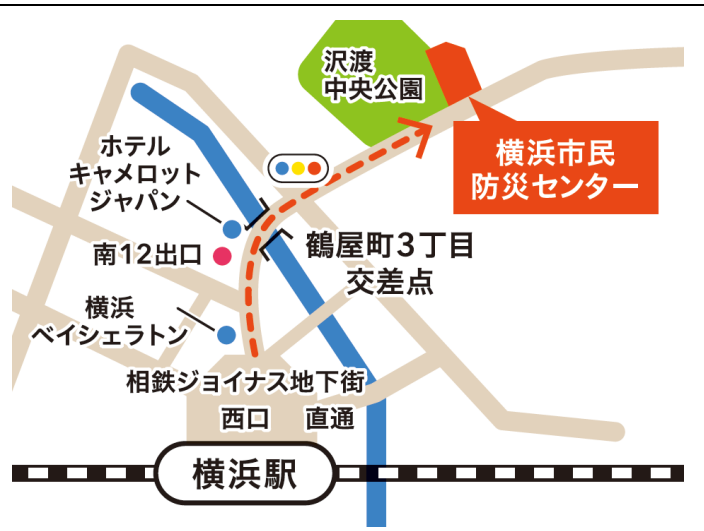 沢渡
中央公園
横浜市民
防災センター
ホテル
キャメロット
ジャパン
南12出口
鶴屋町3丁目
交差点
横浜
ベイシェラトン
相鉄ジョイナス地下街
西口 直通
横浜駅